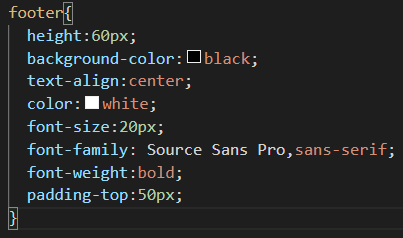 footer{
height:60px;
background-color:black;
text-align:center;
color:white;
font-size:20px;
font-family: Source Sans Pro,sans-serif;
font-weight:bold;
padding-top:50px;
}